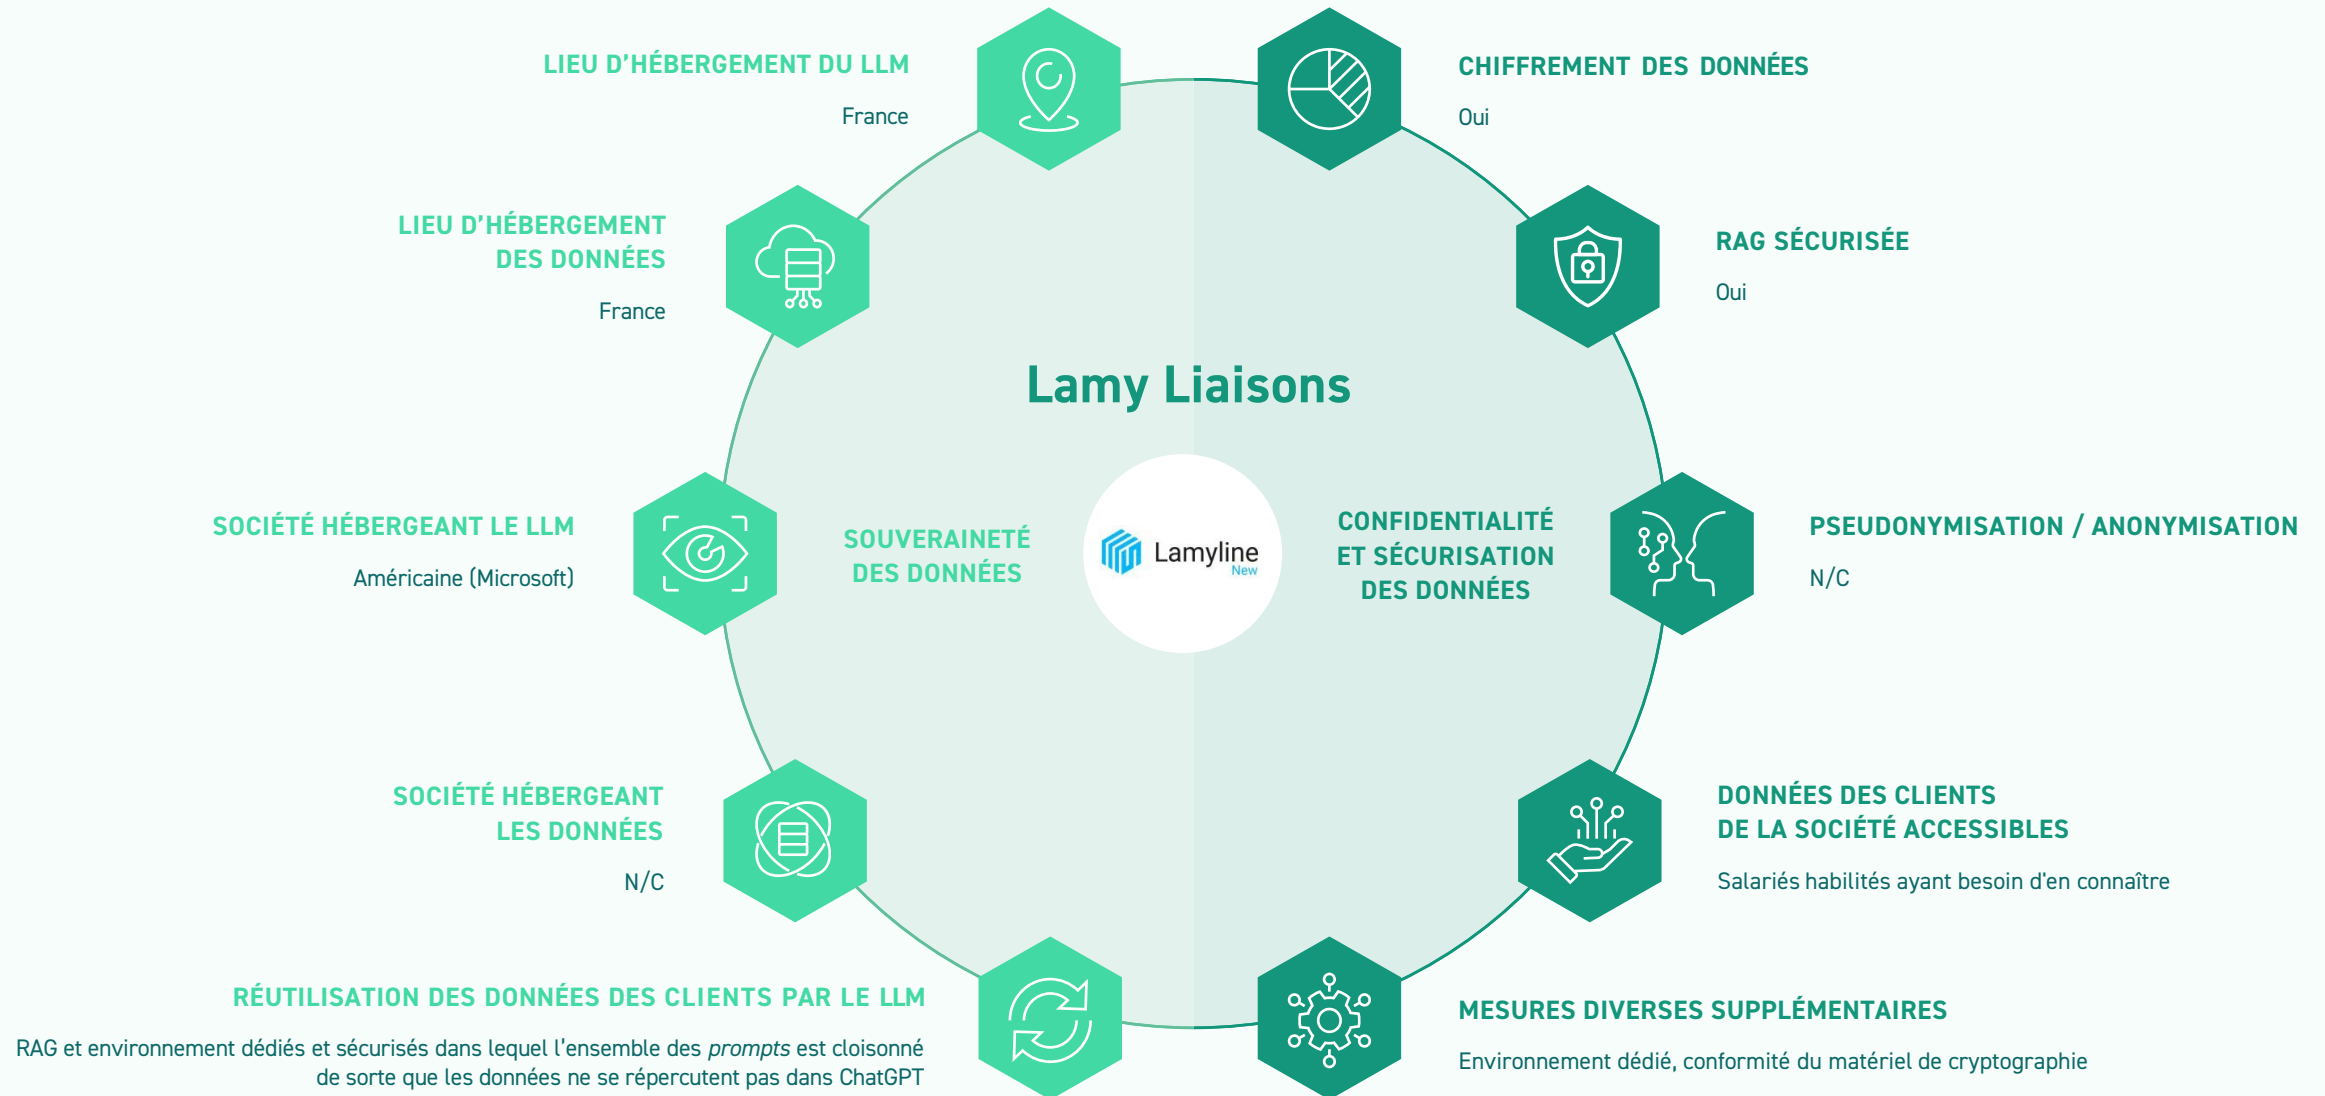 LIEU D’HÉBERGEMENT DU LLM
France
LIEU D’HÉBERGEMENT
DES DONNÉES
France
SOCIÉTÉ HÉBERGEANT LE LLM
Américaine (Microsoft)
SOCIÉTÉ HÉBERGEANT
LES DONNÉES
N/C
RÉUTILISATION DES DONNÉES DES CLIENTS PAR LE LLM
RAG et environnement dédiés et sécurisés dans lequel l’ensemble des prompts est cloisonné
de sorte que les données ne se répercutent pas dans ChatGPT
Lamy Liaisons
SOUVERAINETÉ
DES DONNÉES
Lamyline
New
CONFIDENTIALITÉ
ET SÉCURISATION
DES DONNÉES
CHIFFREMENT DES DONNÉES
Oui
RAG SÉCURISÉE
Oui
PSEUDONYMISATION / ANONYMISATION
N/C
DONNÉES DES CLIENTS
DE LA SOCIÉTÉ ACCESSIBLES
Salariés habilités ayant besoin d'en connaître
MESURES DIVERSES SUPPLÉMENTAIRES
Environnement dédié, conformité du matériel de cryptographie